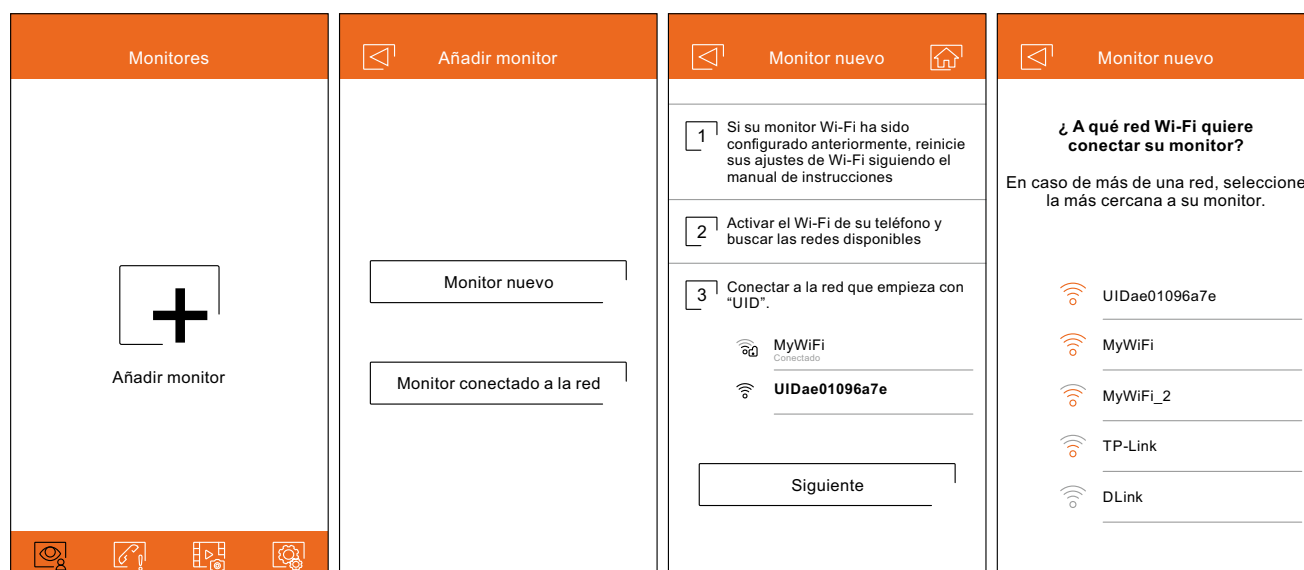 Monitores
Añadir monitor
Añadir monitor
Monitor nuevo
Monitor conectado a la red
Monitor nuevo
1
Si su monitor Wi-Fi ha sido
configurado anteriormente, reinicie
sus ajustes de Wi-Fi siguiendo el
manual de instrucciones
2
Activar el Wi-Fi de su teléfono y
buscar las redes disponibles
3
Conectar a la red que empieza con
“UID”.
MyWiFi
Conectado
UIDae01096a7e
Siguiente
Monitor nuevo
¿ A qué red Wi-Fi quiere
conectar su monitor?
En caso de más de una red, seleccione
la más cercana a su monitor.
UIDae01096a7e
MyWiFi
MyWiFi_2
TP-Link
DLink